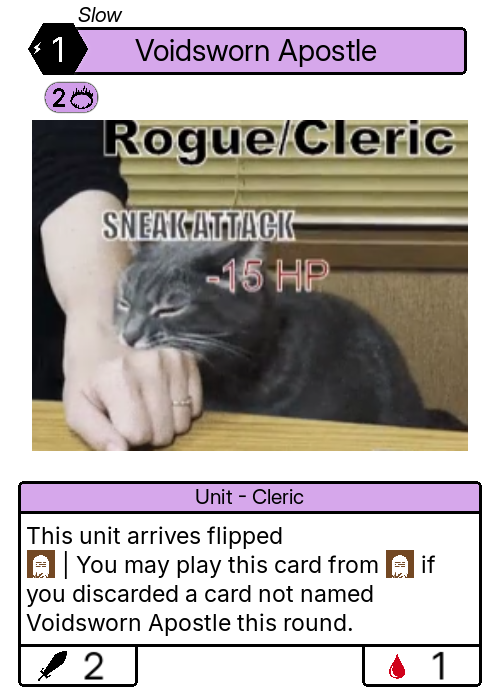 Slow
1 Voidsworn Apostle
2
Rogue/Cleric
SNEAK ATTACK
-15 HP
Unit - Cleric
This unit arrives flipped
| You may play this card from if
you discarded a card not named
Voidsworn Apostle this round.
2 1